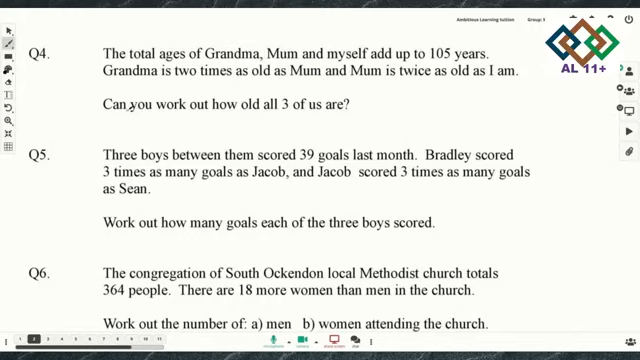 Ambitious Learning tuition Group: 1
AL 11+
Q4. The total ages of Grandma, Mum and myself add up to 105 years.
Grandma is two times as old as Mum and Mum is twice as old as I am.
Can you work out how old all 3 of us are?
Q5. Three boys between them scored 39 goals last month. Bradley scored
3 times as many goals as Jacob, and Jacob scored 3 times as many goals
as Sean.
Work out how many goals each of the three boys scored.
Q6. The congregation of South Ockendon local Methodist church totals
364 people. There are 18 more women than men in the church.
Work out the number of: a) men b) women attending the church.
1 2 3 4 5 6 7 8 9 10 11